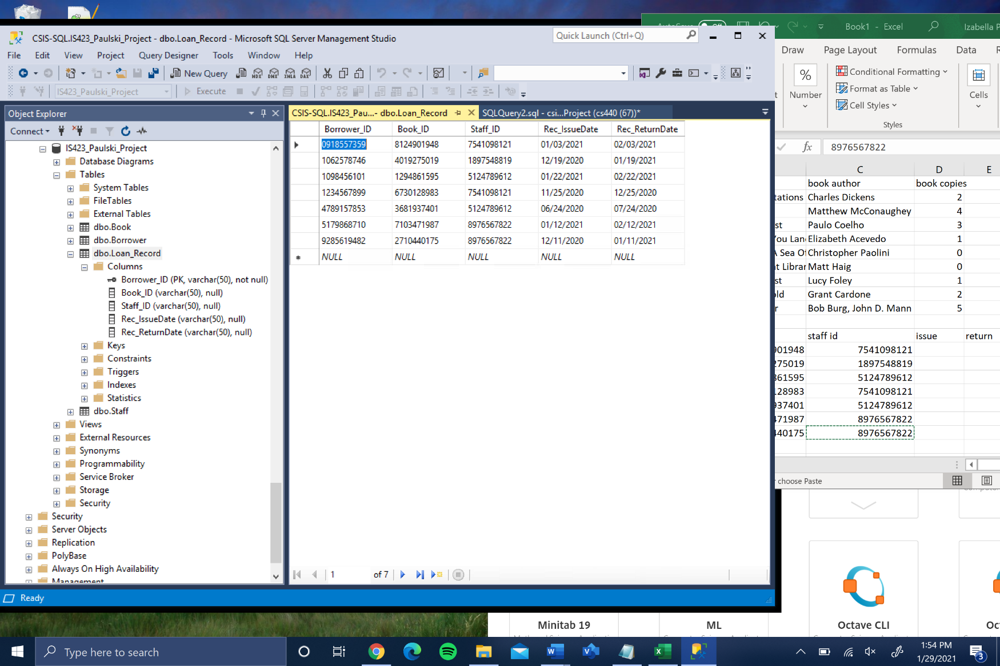 CSIS-SQL.IS423_Paulski_Project - dbo.Loan_Record - Microsoft SQL Server Management Studio
Quick Launch (Ctrl+Q)
File Edit View Project Query Designer Tools Window Help
New Query
IS423_Paulski_Project
Execute
Object Explorer
Connect
IS423_Paulski_Project
Database Diagrams
Tables
System Tables
FileTables
External Tables
dbo.Book
dbo.Borrower
dbo.Loan_Record
Columns
Borrower_ID (PK, varchar(50), not null)
Book_ID (varchar(50), null)
Staff_ID (varchar(50), null)
Rec_IssueDate (varchar(50), null)
Rec_ReturnDate (varchar(50), null)
Keys
Constraints
Triggers
Indexes
Statistics
dbo.Staff
Views
External Resources
Synonyms
Programmability
Service Broker
Storage
Security
Security
Server Objects
Replication
PolyBase
Always On High Availability
Management
CSIS-SQL.IS423_Pau...- dbo.Loan_Record
SQLQuery2.sql - csi...Project (cs440 (67))*
Borrower_ID Book_ID Staff_ID Rec_IssueDate Rec_ReturnDate
0918557359 8124901948 7541098121 01/03/2021 02/03/2021
1062578746 4019275019 1897548819 12/19/2020 01/19/2021
1098456101 1294861595 5124789612 01/22/2021 02/22/2021
1234567899 6730128983 7541098121 11/25/2020 12/25/2020
4789157853 3681937401 5124789612 06/24/2020 07/24/2020
5179868710 7103471987 8976567822 01/12/2021 02/12/2021
9285619482 2710440175 8976567822 12/11/2020 01/11/2021
NULL NULL NULL NULL NULL
1 of 7
Ready
Book1 - Excel
Izabella P
Draw Page Layout Formulas Data
%
Number
Conditional Formatting
Format as Table
Cell Styles
Styles
Cells
fx 8976567822
C D E
book author book copies
tations Charles Dickens 2
Matthew McConaughey 4
st Paulo Coelho 3
You Lan Elizabeth Acevedo 1
A Sea Of Christopher Paolini 0
t Librar Matt Haig 0
st Lucy Foley 1
old Grant Cardone 2
r Bob Burg, John D. Mann 5
staff id issue return
901948 7541098121
275019 1897548819
861595 5124789612
128983 7541098121
937401 5124789612
471987 8976567822
440175 8976567822
choose Paste
Minitab 19
ML
Octave CLI
Oc
Type here to search
1:54 PM
1/29/2021
3